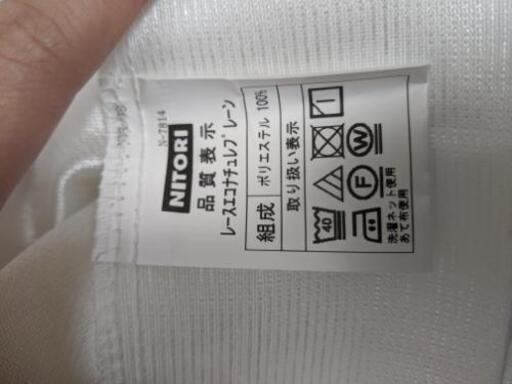 N-7814
NITORI
品質表示
レースエコナチュレプレーン
組成 ポリエステル 100%
取り扱い表示
40
F W
洗濯ネット使用
あて布使用